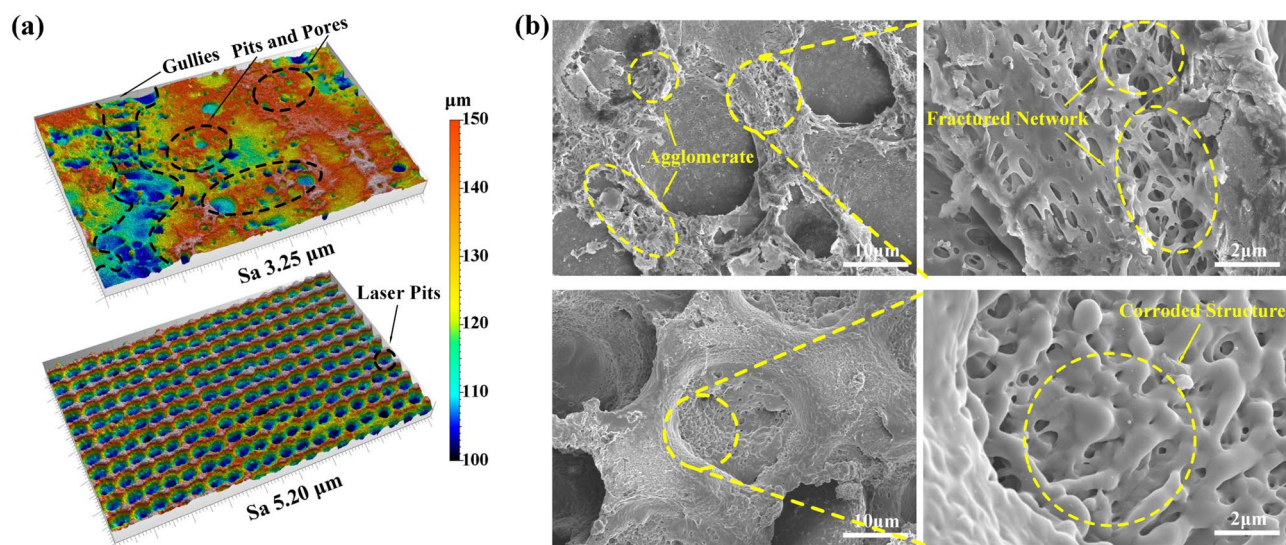 (a)
Gullies
Pits and Pores
Sa 3.25 μm
Laser Pits
Sa 5.20 μm
μm
150
140
130
120
110
100
(b)
Agglomerate
10μm
Fractured Network
2μm
10μm
Corroded Structure
2μm